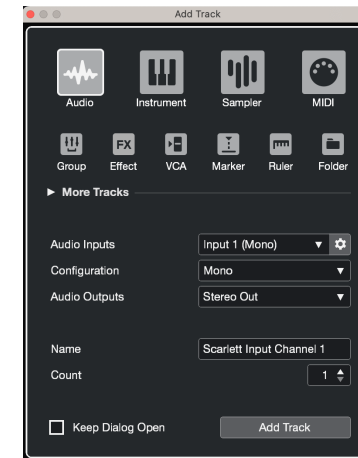 Add Track
Audio Instrument Sampler MIDI
FX
Group Effect VCA Marker Ruler Folder
More Tracks
Audio Inputs Input 1 (Mono)
Configuration Mono
Audio Outputs Stereo Out
Name Scarlett Input Channel 1
Count 1
Keep Dialog Open Add Track